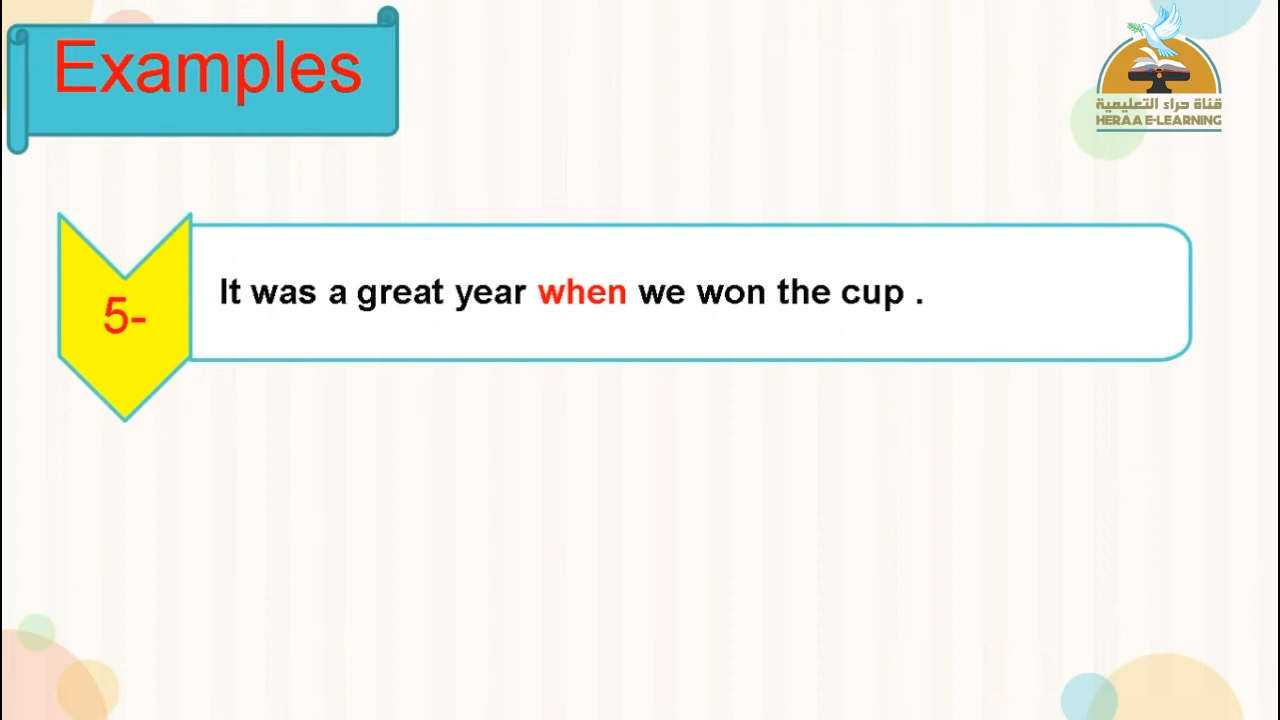 Examples
قناة حراء التعليمية
HERAA E-LEARNING
5-
It was a great year when we won the cup .